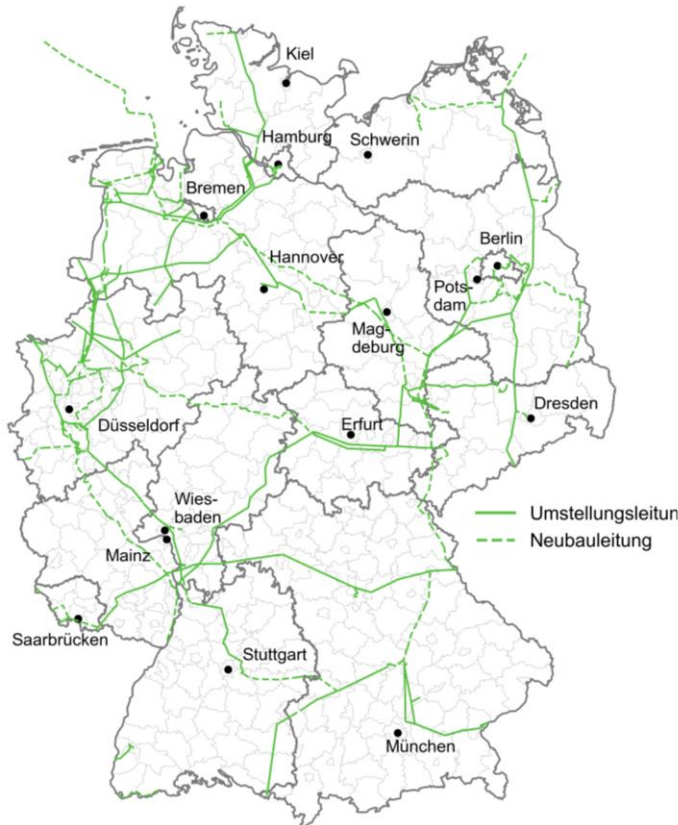 Kiel
Hamburg
Schwerin
Bremen
Berlin
Hannover
Pots-
dam
Mag-
deburg
Düsseldorf
Erfurt
Dresden
Wies-
baden
Mainz
Umstellungsleitun
Neubauleitung
Saarbrücken
Stuttgart
München